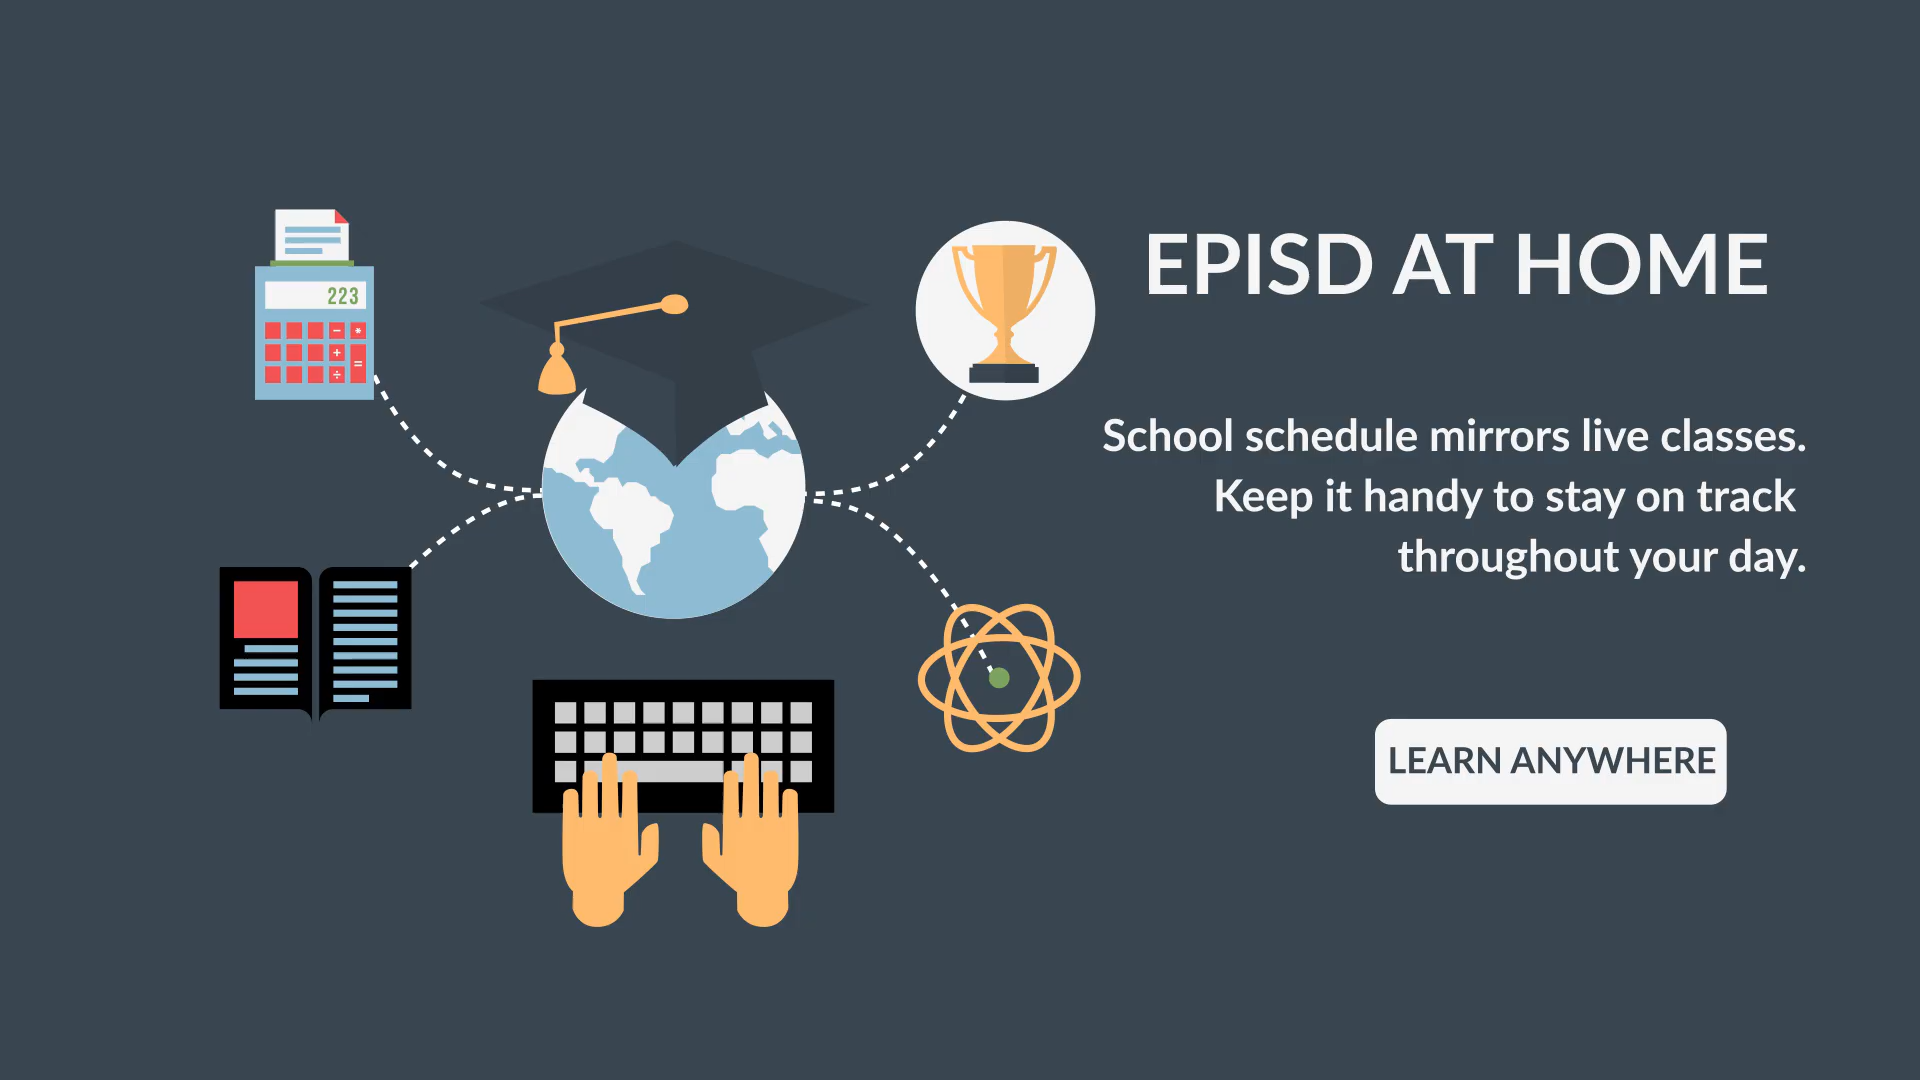 223
− *
+
=
÷
EPISD AT HOME
School schedule mirrors live classes.
Keep it handy to stay on track
throughout your day.
LEARN ANYWHERE